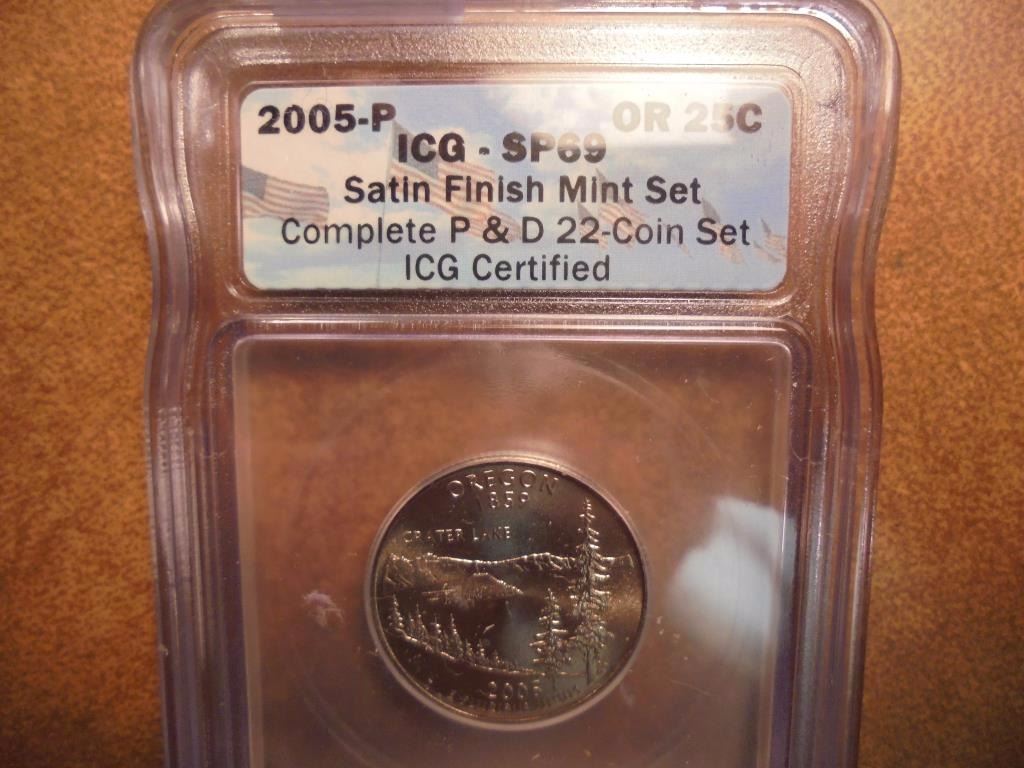 2005-P OR 25C
ICG - SP69
Satin Finish Mint Set
Complete P & D 22-Coin Set
ICG Certified
OREGON
1859
CRATER LAKE
2005